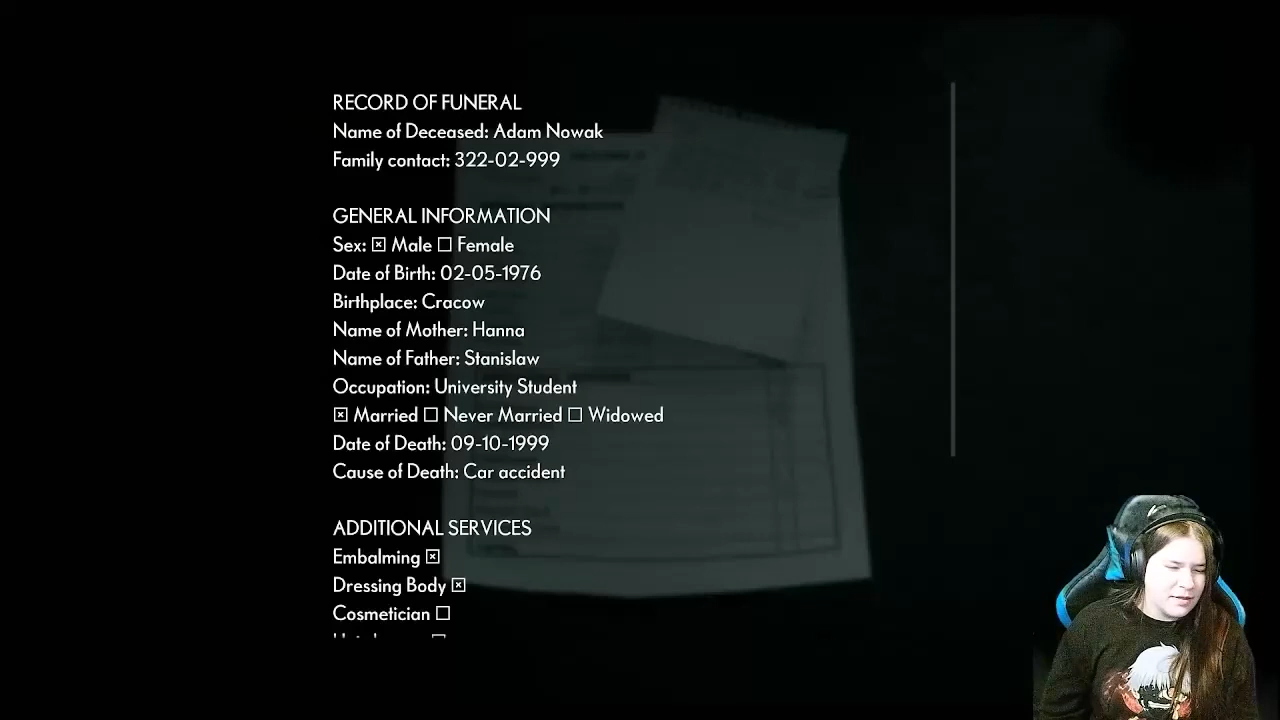 RECORD OF FUNERAL
Name of Deceased: Adam Nowak
Family contact: 322-02-999
GENERAL INFORMATION
Sex: ☒ Male ☐ Female
Date of Birth: 02-05-1976
Birthplace: Cracow
Name of Mother: Hanna
Name of Father: Stanislaw
Occupation: University Student
☒ Married ☐ Never Married ☐ Widowed
Date of Death: 09-10-1999
Cause of Death: Car accident
ADDITIONAL SERVICES
Embalming ☒
Dressing Body ☒
Cosmetician ☐